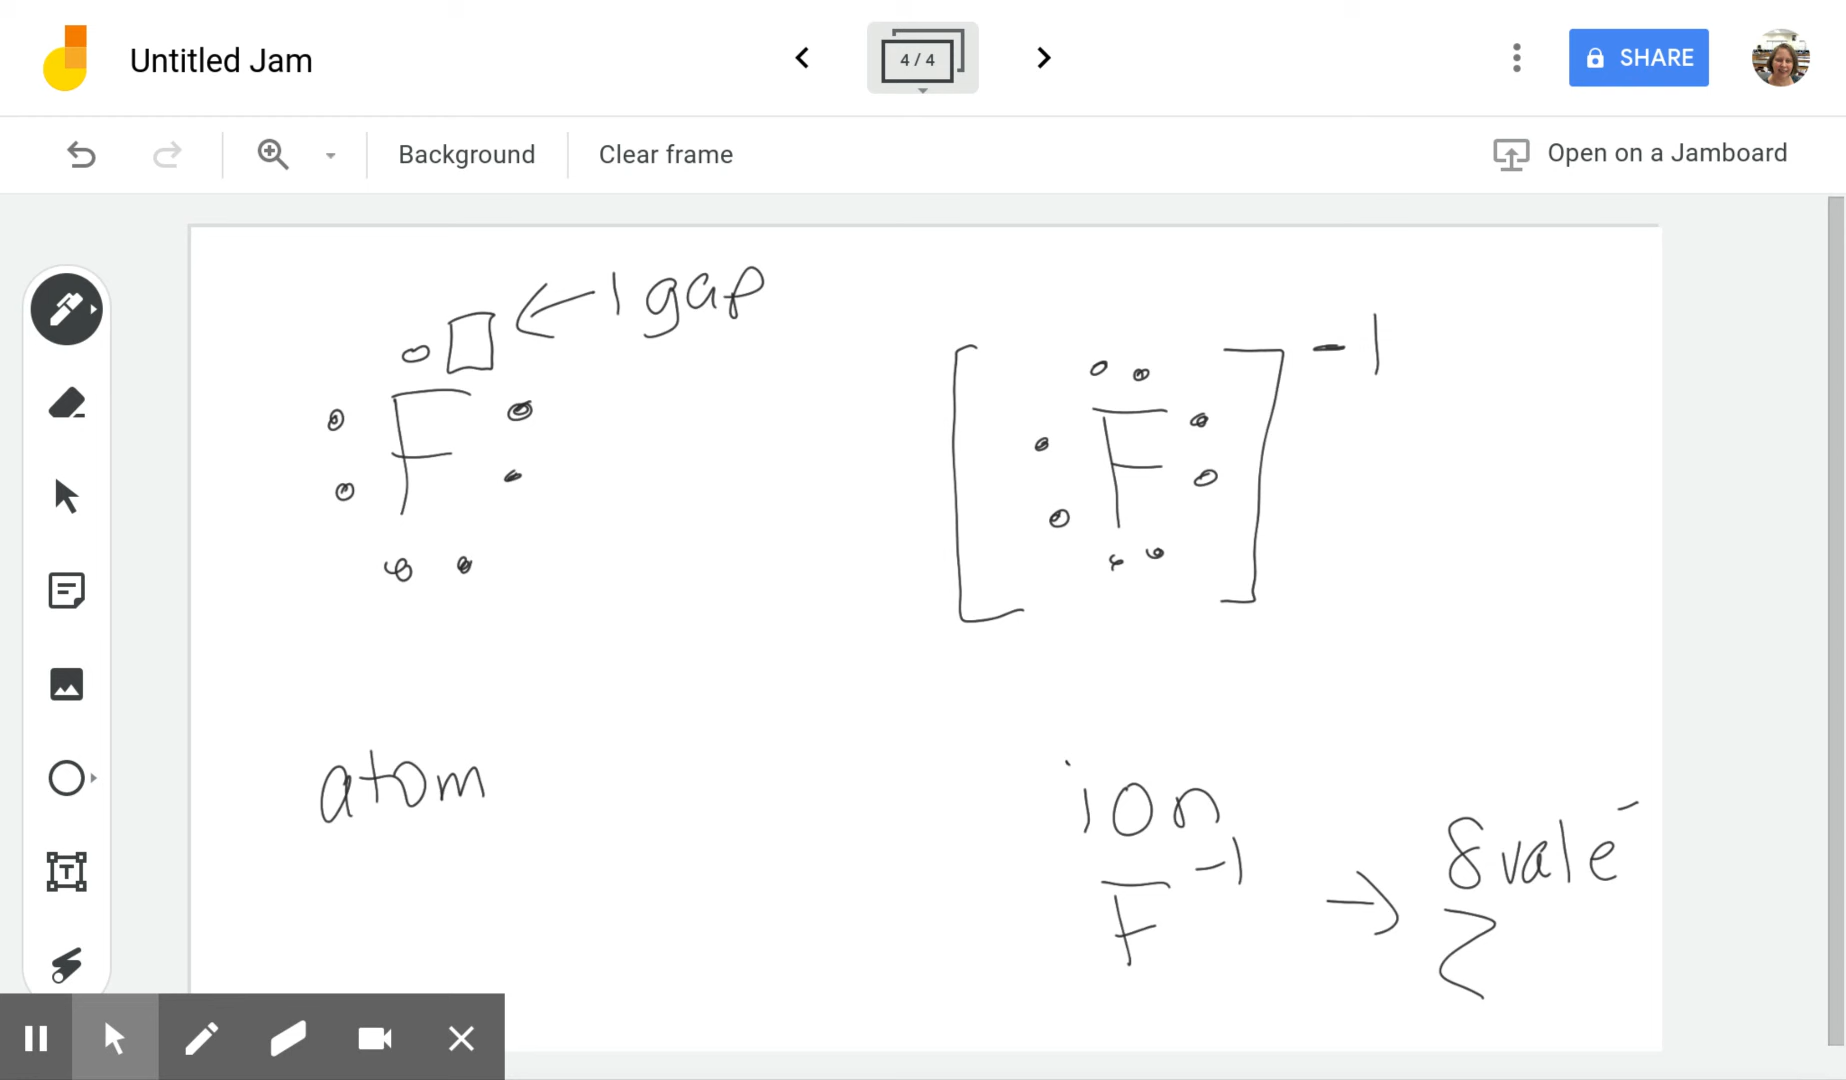 Untitled Jam
4 / 4
SHARE
Background
Clear frame
Open on a Jamboard
1 gap
F
[F]
-1
atom
ion
F -1
→ 8 val e -